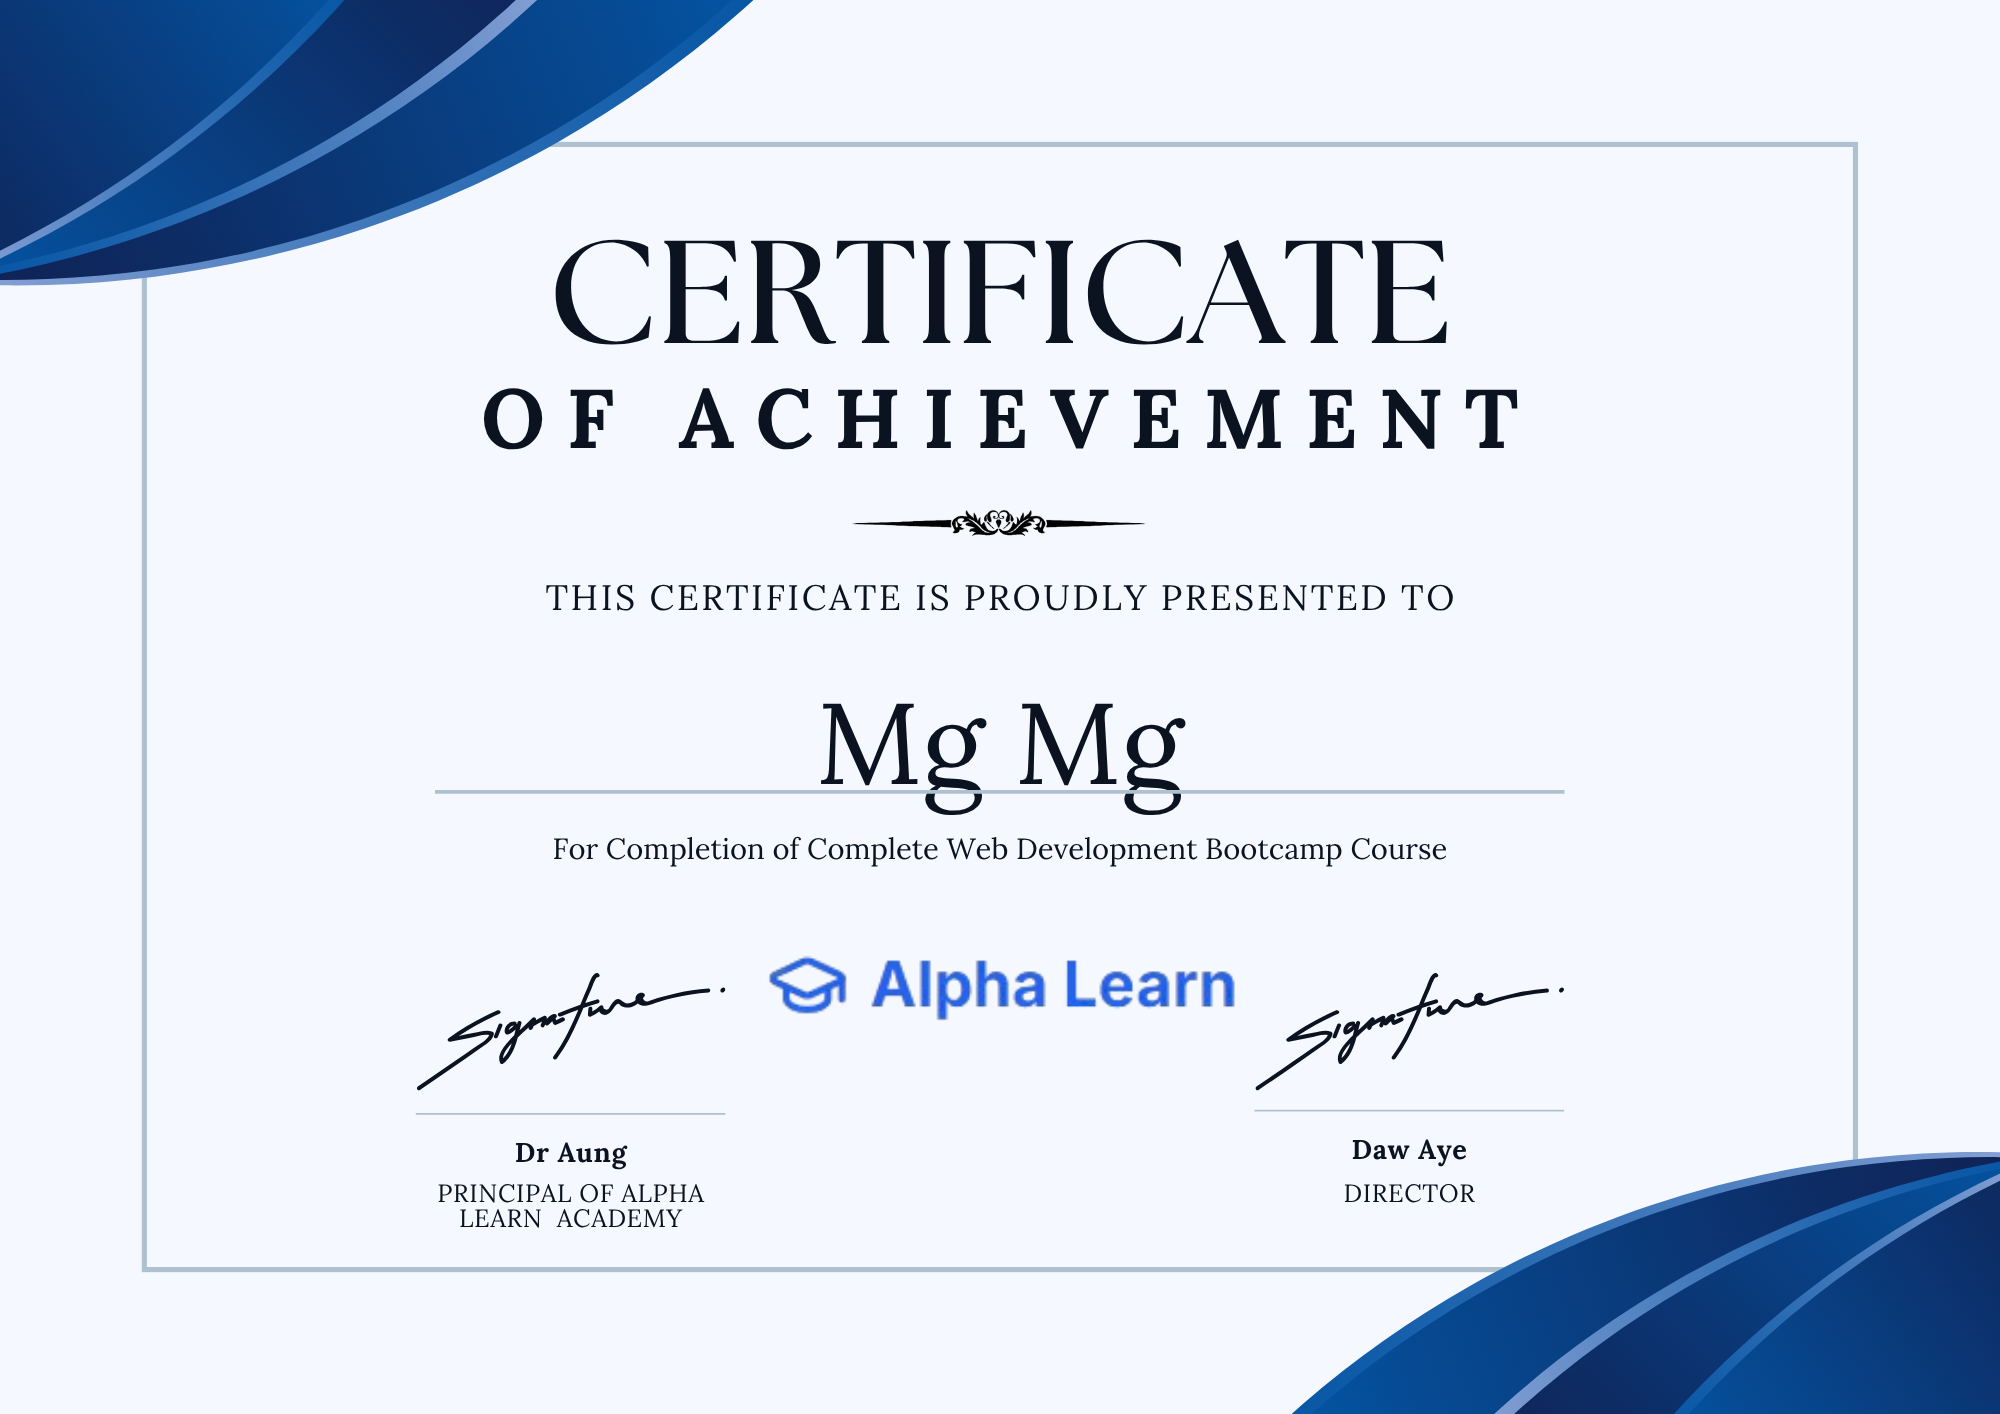 CERTIFICATE
OF ACHIEVEMENT
THIS CERTIFICATE IS PROUDLY PRESENTED TO
Mg Mg
For Completion of Complete Web Development Bootcamp Course
Alpha Learn
Signature
Signature
Dr Aung
PRINCIPAL OF ALPHA
LEARN ACADEMY
Daw Aye
DIRECTOR